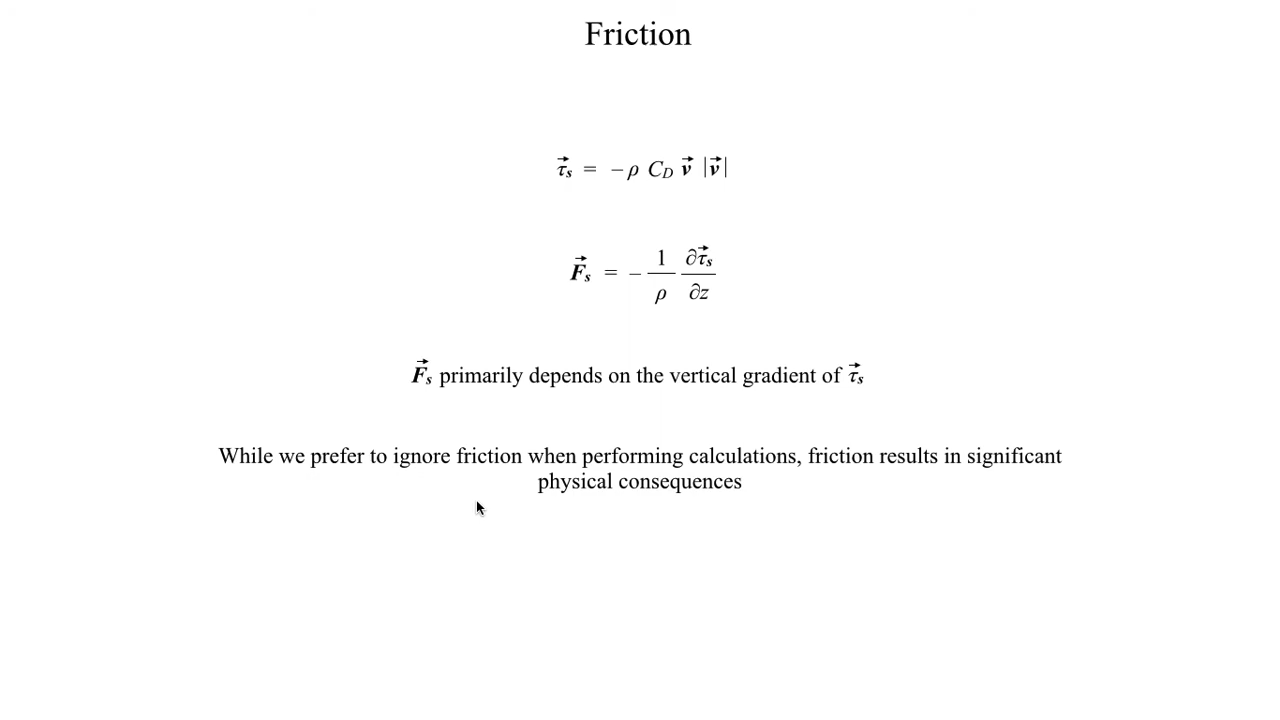 Friction
τ⃗ₛ = −ρ C_D v⃗ |v⃗|
F⃗ₛ = − 1/ρ ∂τ⃗ₛ/∂z
F⃗ₛ primarily depends on the vertical gradient of τ⃗ₛ
While we prefer to ignore friction when performing calculations, friction results in significant
physical consequences